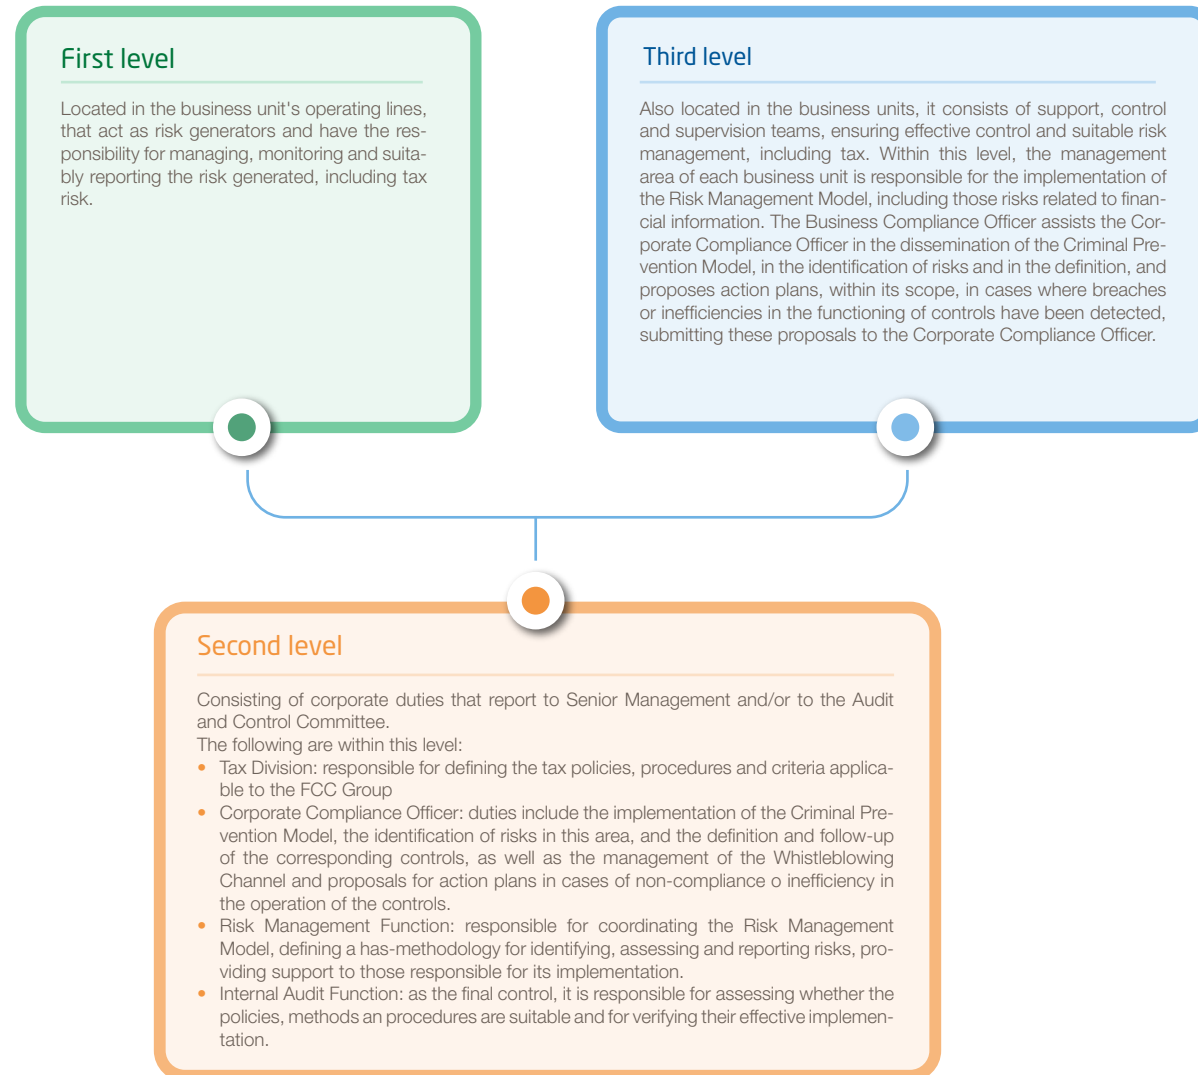 First level
Located in the business unit's operating lines,
that act as risk generators and have the res-
ponsibility for managing, monitoring and suita-
bly reporting the risk generated, including tax
risk.
Third level
Also located in the business units, it consists of support, control
and supervision teams, ensuring effective control and suitable risk
management, including tax. Within this level, the management
area of each business unit is responsible for the implementation of
the Risk Management Model, including those risks related to finan-
cial information. The Business Compliance Officer assists the Cor-
porate Compliance Officer in the dissemination of the Criminal Pre-
vention Model, in the identification of risks and in the definition, and
proposes action plans, within its scope, in cases where breaches
or inefficiencies in the functioning of controls have been detected,
submitting these proposals to the Corporate Compliance Officer.
Second level
Consisting of corporate duties that report to Senior Management and/or to the Audit
and Control Committee.
The following are within this level:
• Tax Division: responsible for defining the tax policies, procedures and criteria applica-
ble to the FCC Group
• Corporate Compliance Officer: duties include the implementation of the Criminal Pre-
vention Model, the identification of risks in this area, and the definition and follow-up
of the corresponding controls, as well as the management of the Whistleblowing
Channel and proposals for action plans in cases of non-compliance o inefficiency in
the operation of the controls.
• Risk Management Function: responsible for coordinating the Risk Management
Model, defining a has-methodology for identifying, assessing and reporting risks, pro-
viding support to those responsible for its implementation.
• Internal Audit Function: as the final control, it is responsible for assessing whether the
policies, methods an procedures are suitable and for verifying their effective implemen-
tation.